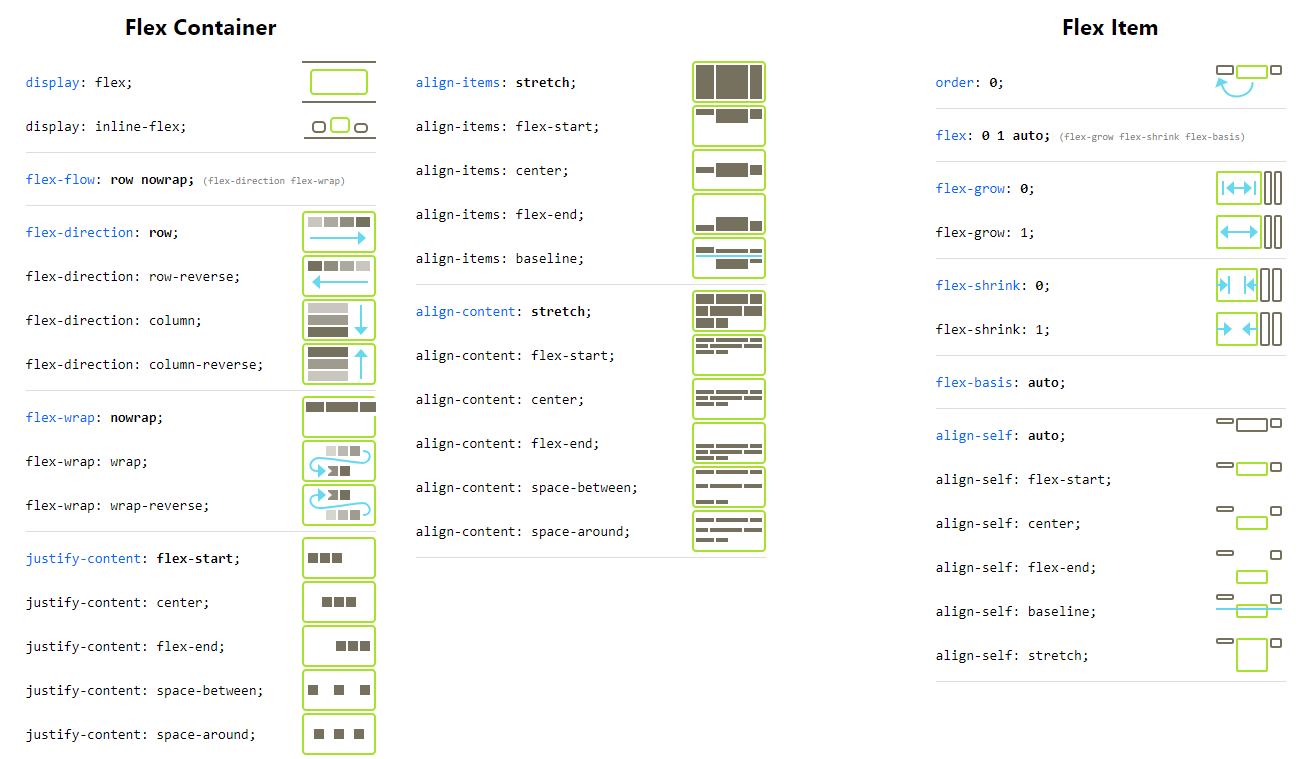 Flex Container
display: flex;
display: inline-flex;
flex-flow: row nowrap; (flex-direction flex-wrap)
flex-direction: row;
flex-direction: row-reverse;
flex-direction: column;
flex-direction: column-reverse;
flex-wrap: nowrap;
flex-wrap: wrap;
flex-wrap: wrap-reverse;
justify-content: flex-start;
justify-content: center;
justify-content: flex-end;
justify-content: space-between;
justify-content: space-around;
align-items: stretch;
align-items: flex-start;
align-items: center;
align-items: flex-end;
align-items: baseline;
align-content: stretch;
align-content: flex-start;
align-content: center;
align-content: flex-end;
align-content: space-between;
align-content: space-around;
Flex Item
order: 0;
flex: 0 1 auto; (flex-grow flex-shrink flex-basis)
flex-grow: 0;
flex-grow: 1;
flex-shrink: 0;
flex-shrink: 1;
flex-basis: auto;
align-self: auto;
align-self: flex-start;
align-self: center;
align-self: flex-end;
align-self: baseline;
align-self: stretch;